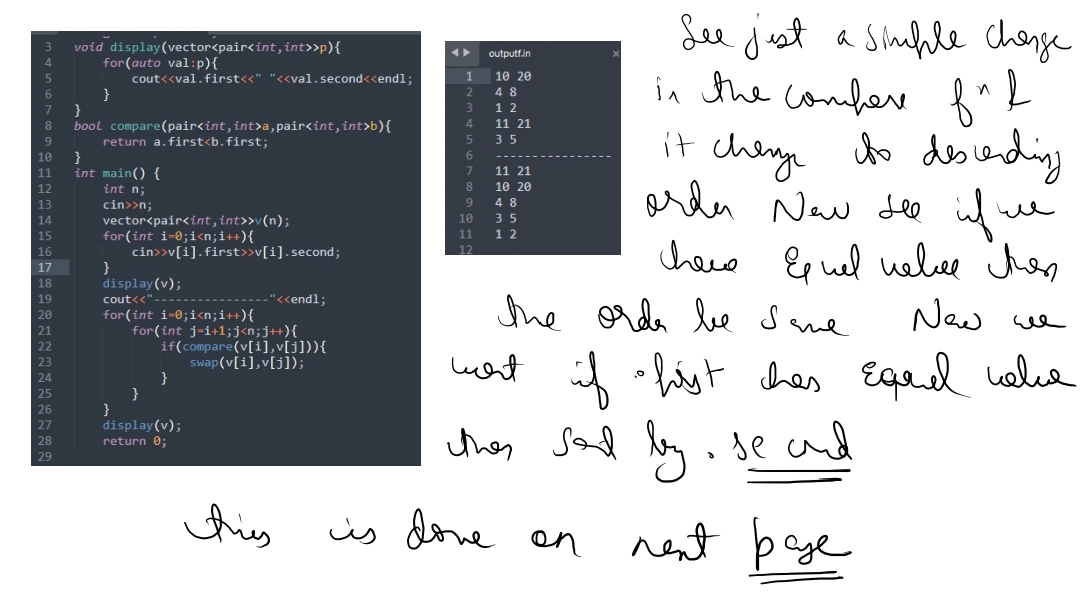 3 void display(vector<pair<int,int>>p){
4 for(auto val:p){
5 cout<<val.first<<" "<<val.second<<endl;
6 }
7 }
8 bool compare(pair<int,int>a,pair<int,int>b){
9 return a.first<b.first;
10 }
11 int main() {
12 int n;
13 cin>>n;
14 vector<pair<int,int>>v(n);
15 for(int i=0;i<n;i++){
16 cin>>v[i].first>>v[i].second;
17 }
18 display(v);
19 cout<<"----------------"<<endl;
20 for(int i=0;i<n;i++){
21 for(int j=i+1;j<n;j++){
22 if(compare(v[i],v[j])){
23 swap(v[i],v[j]);
24 }
25 }
26 }
27 display(v);
28 return 0;
29
outputf.in ×
1 10 20
2 4 8
3 1 2
4 11 21
5 3 5
6 ----------------
7 11 21
8 10 20
9 4 8
10 3 5
11 1 2
12
See just a simple change
in the compare fn &
it change to descending
order Now see if we
have Equal value then
the order be same Now we
want if .first has Equal value
then sort by .second
this is done on next page